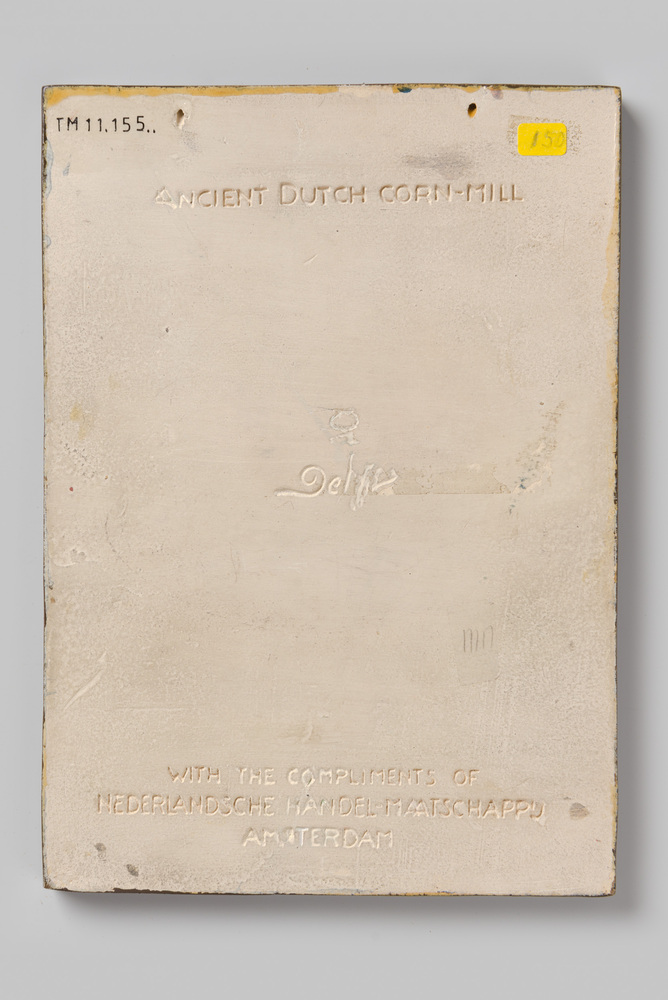 TM 11.155..
150
ANCIENT DUTCH CORN-MILL
Delft
WITH THE COMPLIMENTS OF
NEDERLANDSCHE HANDEL-MAATSCHAPPIJ
AMSTERDAM